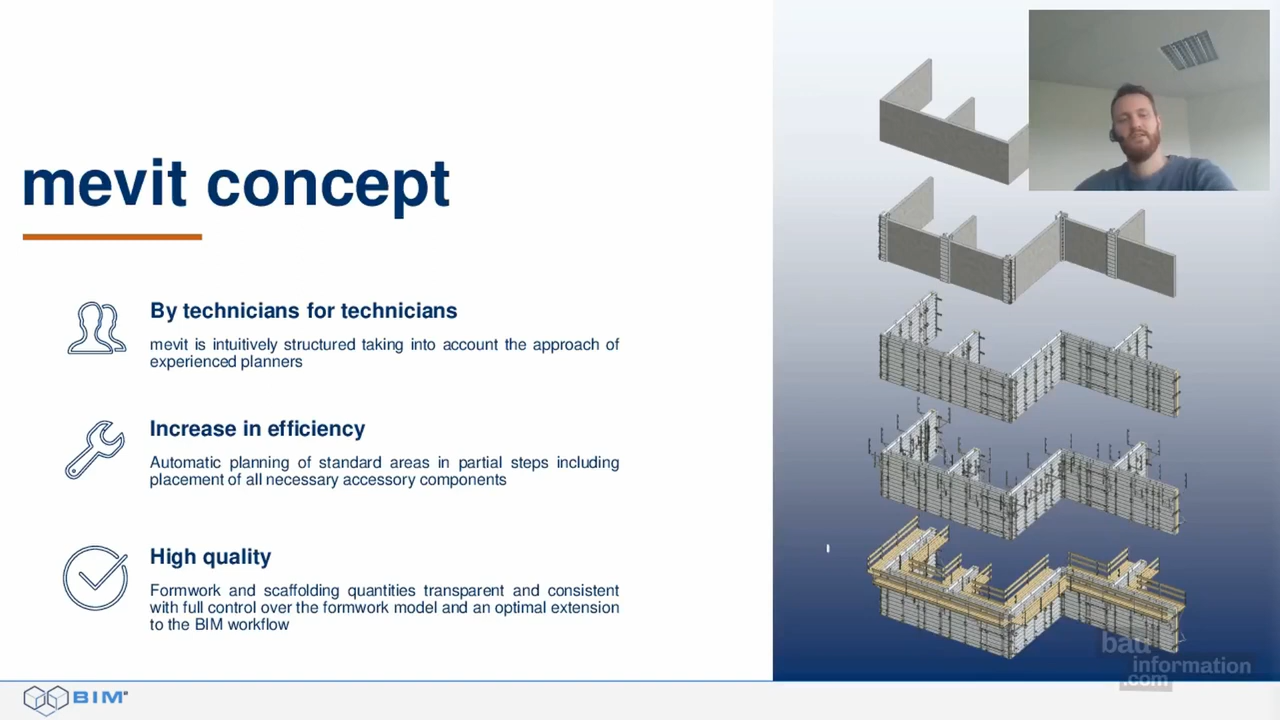 mevit concept
By technicians for technicians
mevit is intuitively structured taking into account the approach of
experienced planners
Increase in efficiency
Automatic planning of standard areas in partial steps including
placement of all necessary accessory components
High quality
Formwork and scaffolding quantities transparent and consistent
with full control over the formwork model and an optimal extension
to the BIM workflow
BIM²
bau
information
.com